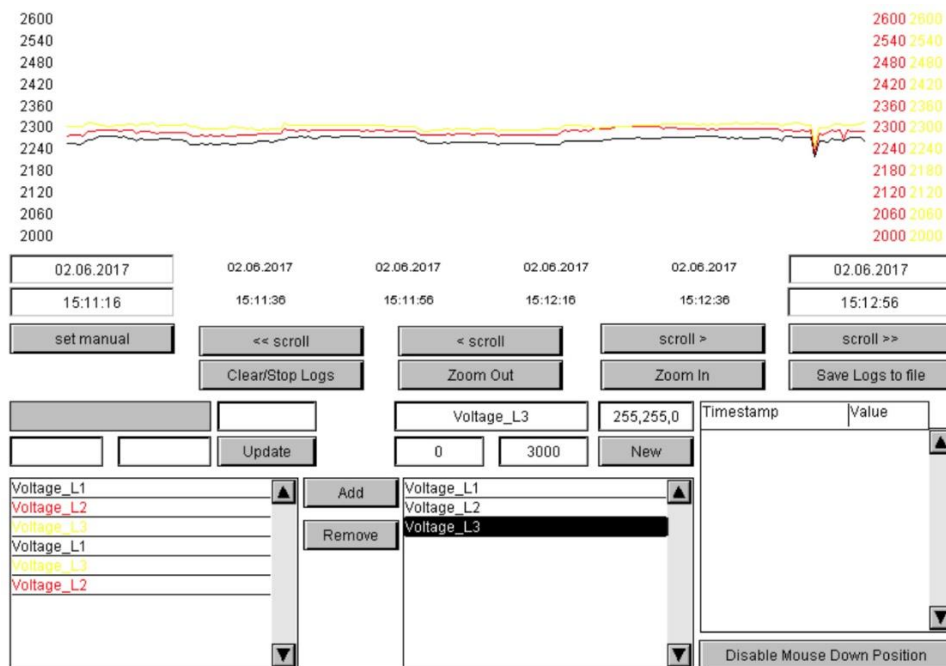 2600 2600 2600
2540 2540 2540
2480 2480 2480
2420 2420 2420
2360 2360 2360
2300 2300 2300
2240 2240 2240
2180 2180 2180
2120 2120 2120
2060 2060 2060
2000 2000 2000
02.06.2017 02.06.2017 02.06.2017 02.06.2017 02.06.2017 02.06.2017
15:11:16 15:11:36 15:11:56 15:12:16 15:12:36 15:12:56
set manual << scroll < scroll scroll > scroll >>
Clear/Stop Logs Zoom Out Zoom In Save Logs to file
Voltage_L3 255,255,0 Timestamp Value
Update 0 3000 New
Voltage_L1 Add Voltage_L1
Voltage_L2 Voltage_L2
Voltage_L3 Remove Voltage_L3
Voltage_L1
Voltage_L3
Voltage_L2
Disable Mouse Down Position